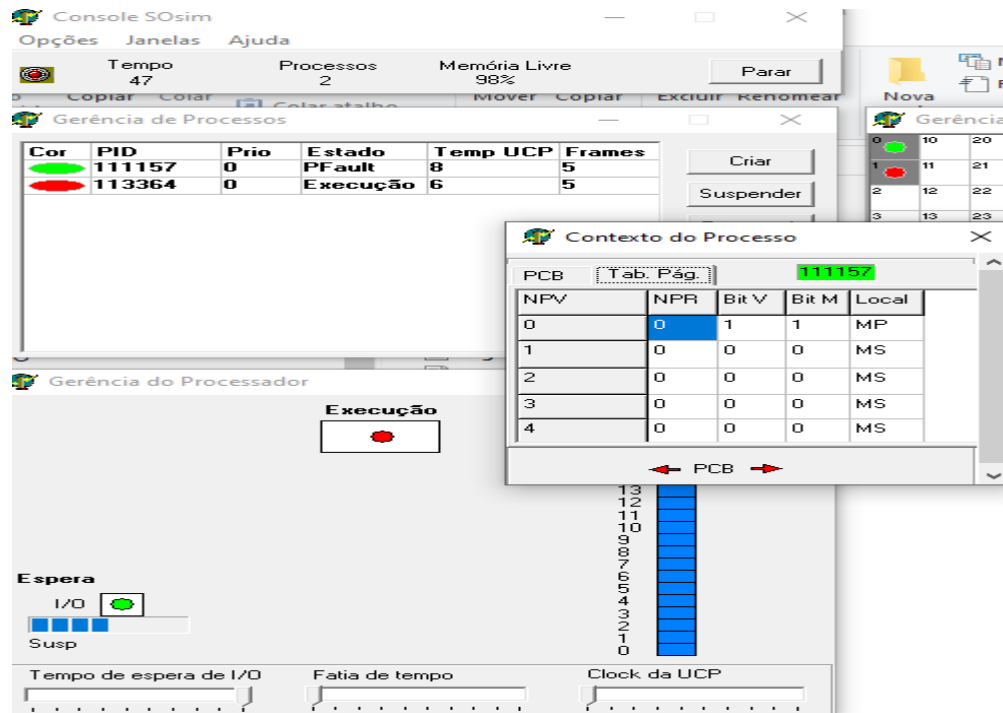 Console SOsim
Opções Janelas Ajuda
Tempo Processos Memória Livre
47 2 98%
Parar
Copiar Colar Colar atalho Mover Copiar Excluir Renomear Nova
Gerência de Processos
Cor PID Prio Estado Temp UCP Frames
111157 0 PFault 8 5
113364 0 Execução 6 5
Criar
Suspender
Gerência
0 10 20
1 11 21
2 12 22
3 13 23
Contexto do Processo
PCB Tab. Pág. 111157
NPV NPR Bit V Bit M Local
0 0 1 1 MP
1 0 0 0 MS
2 0 0 0 MS
3 0 0 0 MS
4 0 0 0 MS
PCB
Gerência do Processador
Execução
13
12
11
10
9
8
7
6
5
4
3
2
1
0
Espera
I/O
Susp
Tempo de espera de I/O Fatia de tempo Clock da UCP